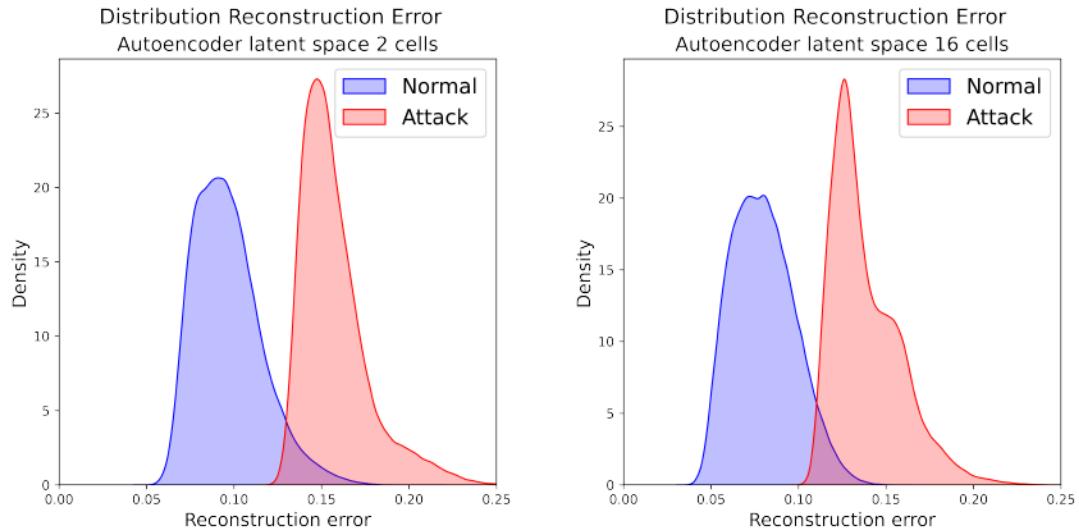 Distribution Reconstruction Error
Autoencoder latent space 2 cells
Normal
Attack
25
20
15
10
5
0
Density
0.00 0.05 0.10 0.15 0.20 0.25
Reconstruction error
Distribution Reconstruction Error
Autoencoder latent space 16 cells
Normal
Attack
25
20
15
10
5
0
Density
0.00 0.05 0.10 0.15 0.20 0.25
Reconstruction error